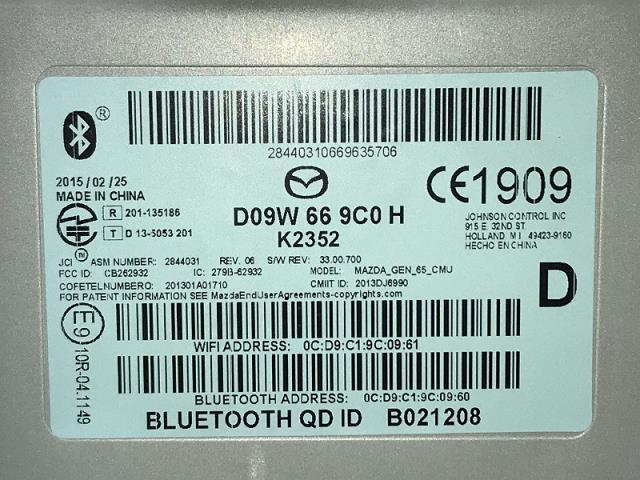 ®
28440310669635706
2015/02/25
MADE IN CHINA
R 201-135186
T D 13-5053 201
D09W 66 9C0 H
K2352
CE1909
JOHNSON CONTROL INC
915 E. 32ND ST
HOLLAND, M I 49423-9160
HECHO EN CHINA
JCI™ ASM NUMBER: 2844031 REV. 06 S/W REV: 33.00.700
FCC ID: CB262932 IC: 279B-62932 MODEL: MAZDA_GEN_65_CMU
COFETELNUMBERO: 201301A01710 CMIIT ID: 2013DJ6990
FOR PATENT INFORMATION SEE MazdaEndUserAgreements-copyrights.com
D
E9
10R-04.1149
WIFI ADDRESS: 0C:D9:C1:9C:09:61
BLUETOOTH ADDRESS: 0C:D9:C1:9C:09:60
BLUETOOTH QD ID B021208